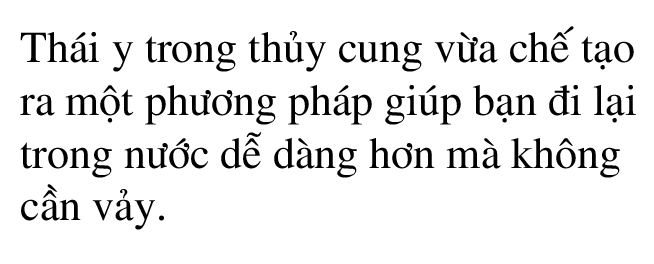 Thái y trong thủy cung vừa chế tạo
ra một phương pháp giúp bạn đi lại
trong nước dễ dàng hơn mà không
cần vảy.